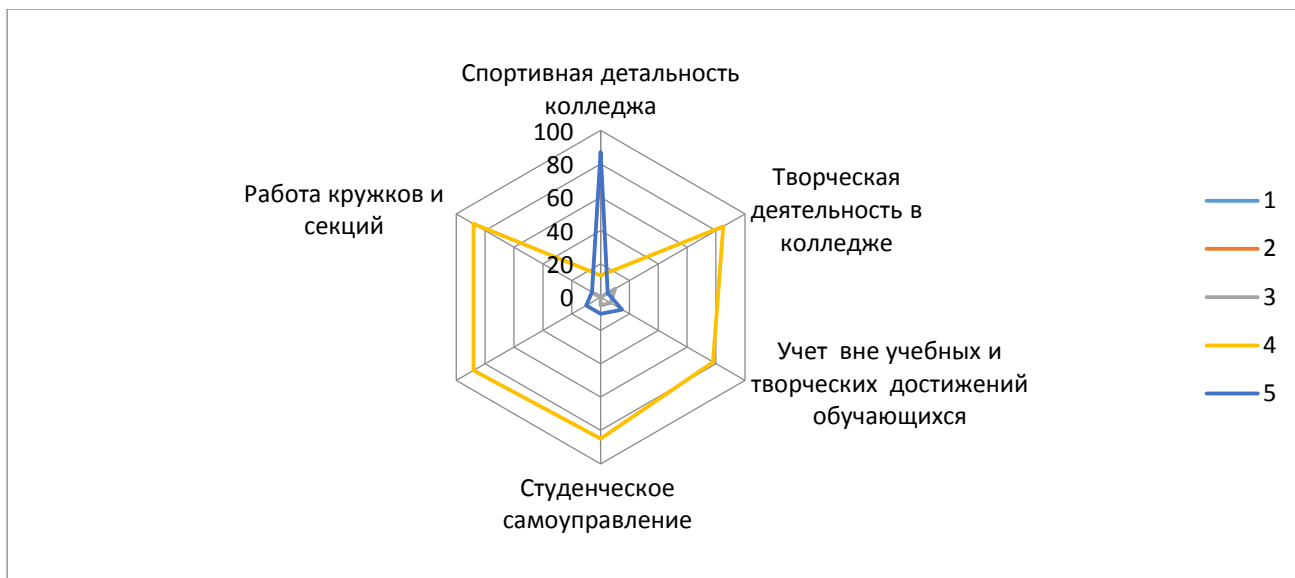 Спортивная детальность
колледжа
100
80
60
40
20
0
Творческая
деятельность в
колледже
Учет вне учебных и
творческих достижений
обучающихся
Студенческое
самоуправление
Работа кружков и
секций
1
2
3
4
5